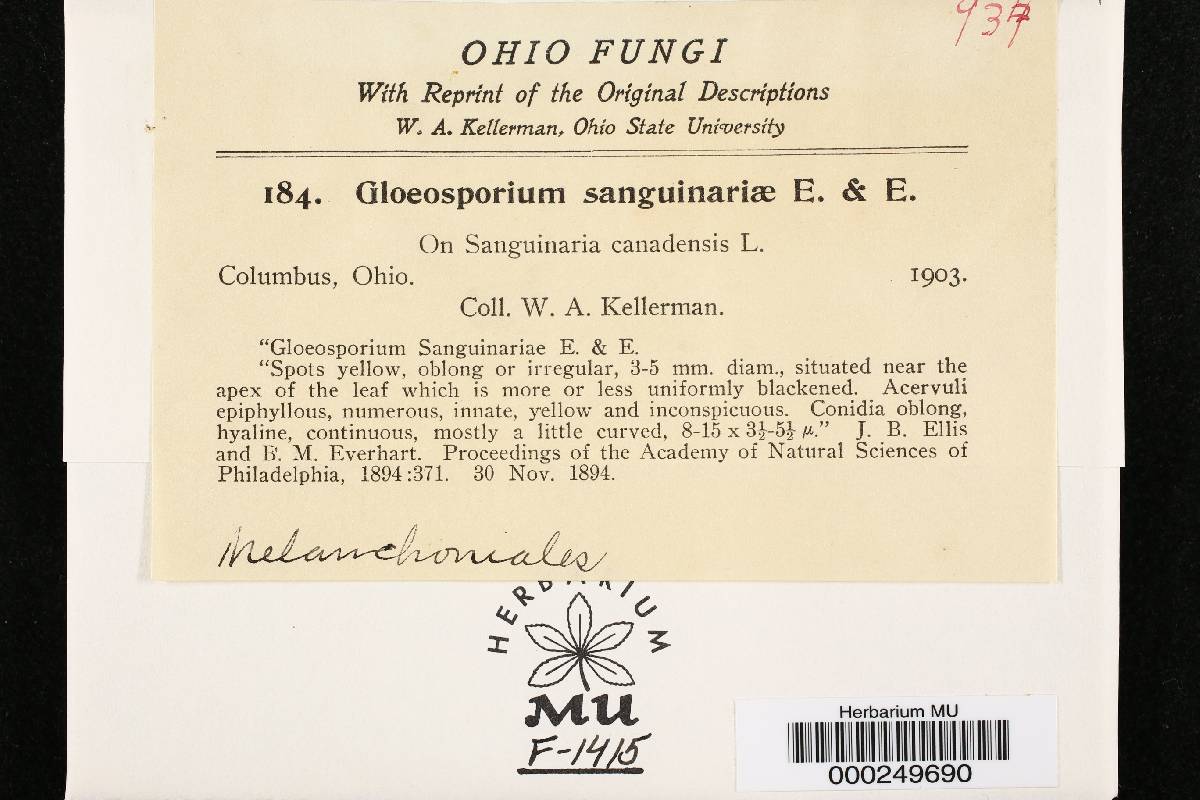 937
OHIO FUNGI
With Reprint of the Original Descriptions
W. A. Kellerman, Ohio State University
184. Gloeosporium sanguinariæ E. & E.
On Sanguinaria canadensis L.
Columbus, Ohio. 1903.
Coll. W. A. Kellerman.
“Gloeosporium Sanguinariae E. & E.
“Spots yellow, oblong or irregular, 3-5 mm. diam., situated near the
apex of the leaf which is more or less uniformly blackened. Acervuli
epiphyllous, numerous, innate, yellow and inconspicuous. Conidia oblong,
hyaline, continuous, mostly a little curved, 8-15 x 3½-5½ µ.” J. B. Ellis
and B. M. Everhart. Proceedings of the Academy of Natural Sciences of
Philadelphia, 1894:371. 30 Nov. 1894.
Melanchoniales
HERBARIUM
MU
F-1415
Herbarium MU
000249690